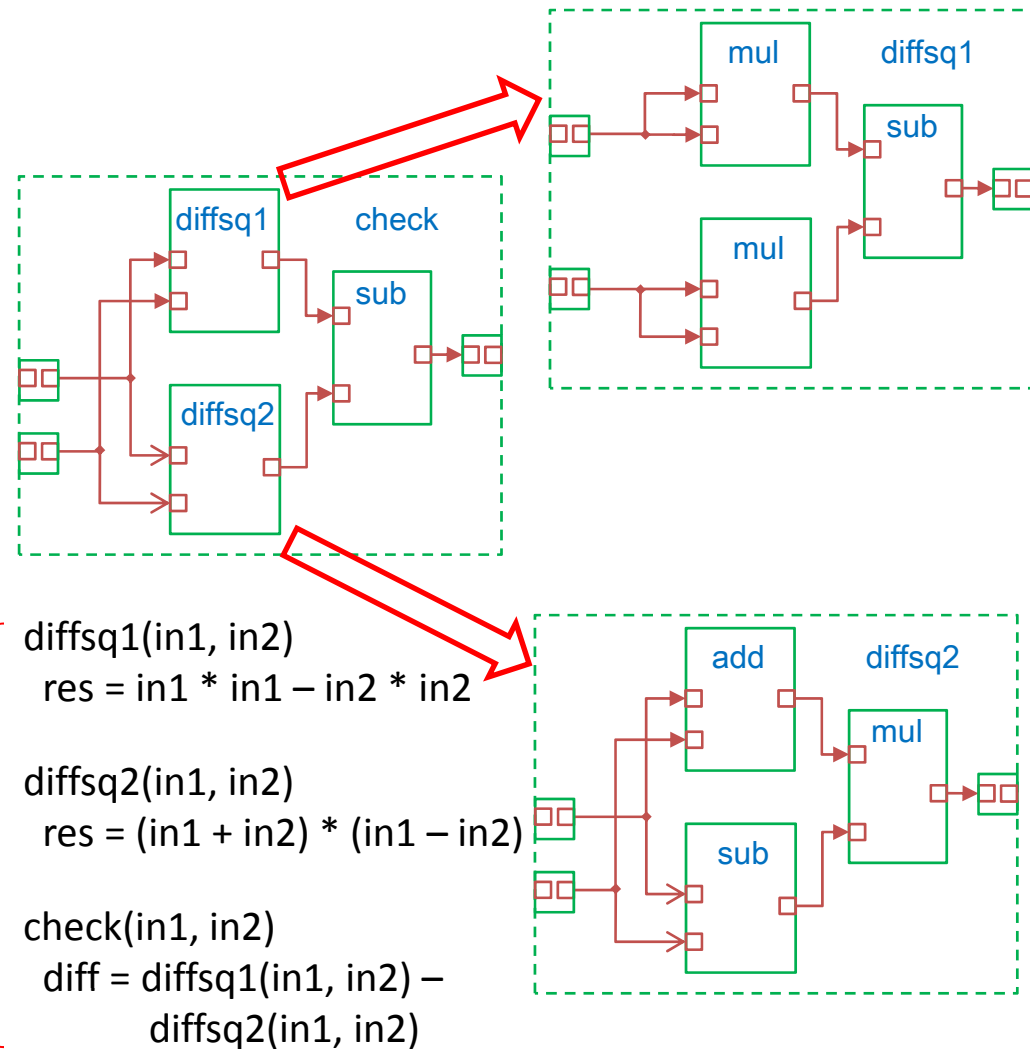 mul
diffsq1
sub
mul
diffsq1
check
sub
diffsq2
diffsq1(in1, in2)
res = in1 * in1 – in2 * in2
diffsq2(in1, in2)
res = (in1 + in2) * (in1 – in2)
check(in1, in2)
diff = diffsq1(in1, in2) –
diffsq2(in1, in2)
add
diffsq2
mul
sub